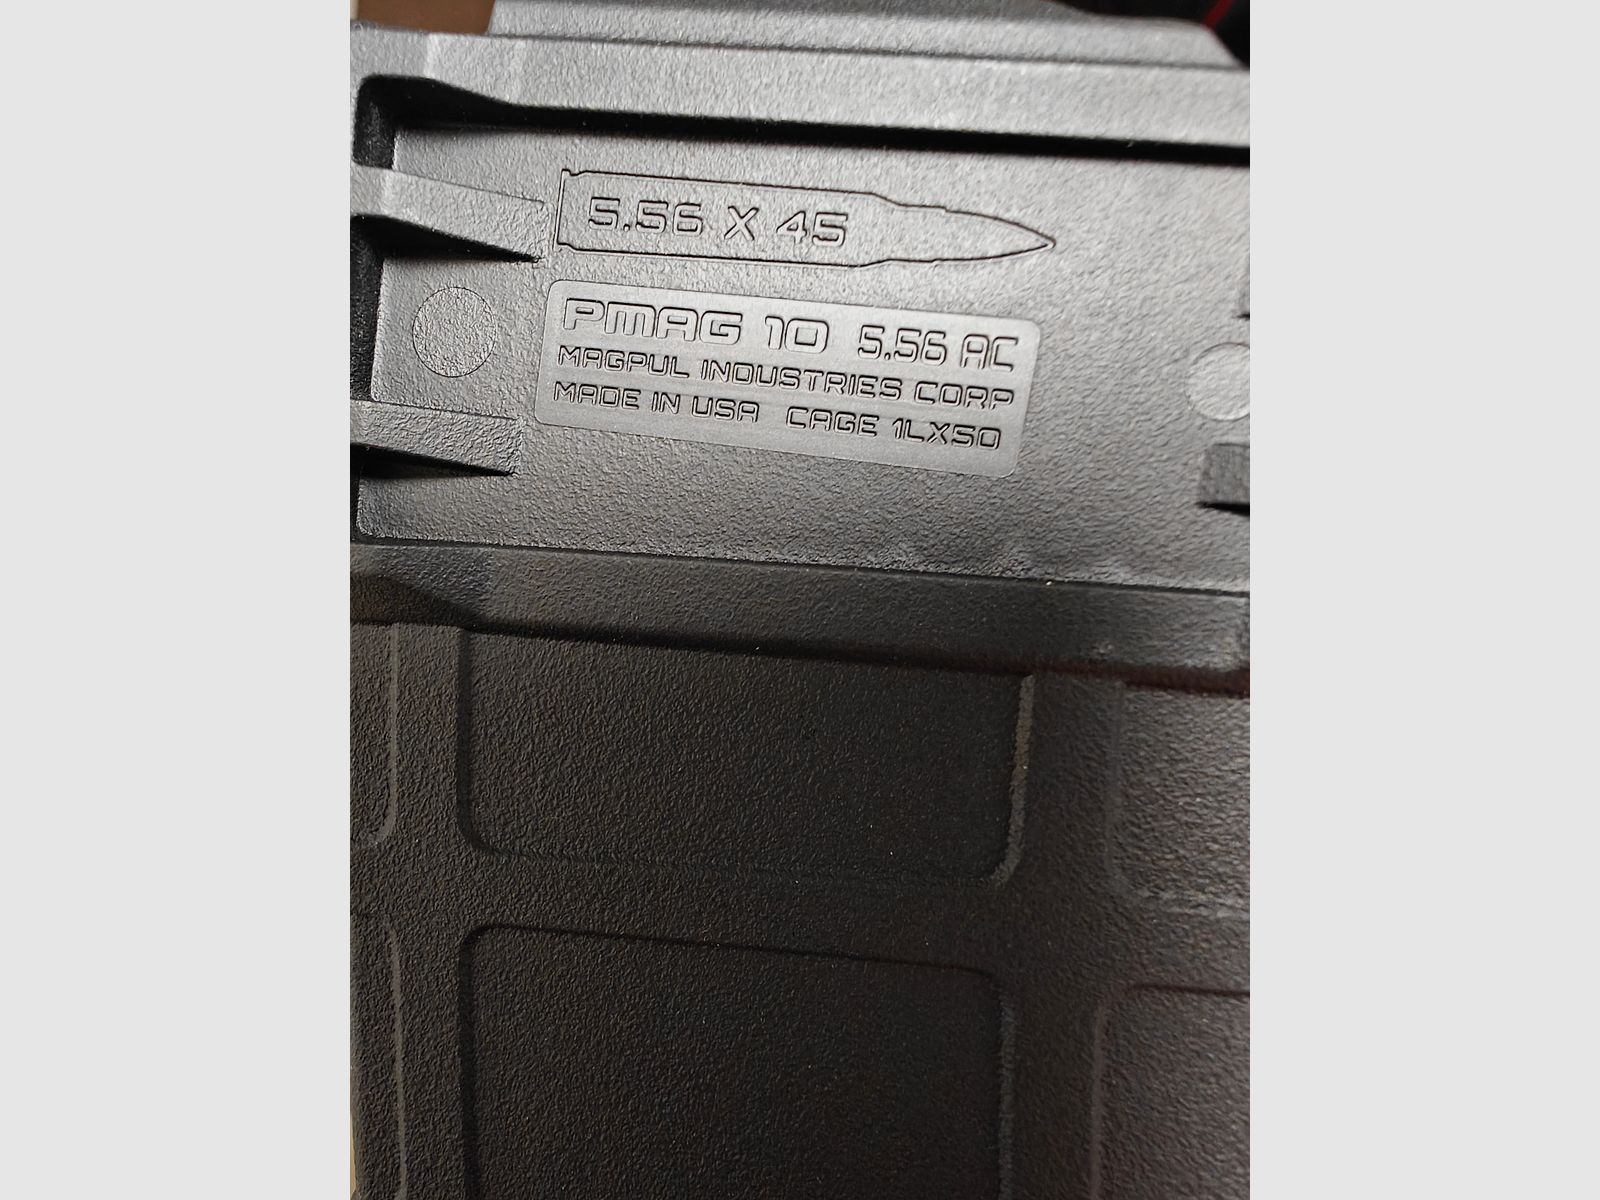 5.56 X 45
PMAG 10 5.56 AC
MAGPUL INDUSTRIES CORP
MADE IN USA CAGE 1LX50